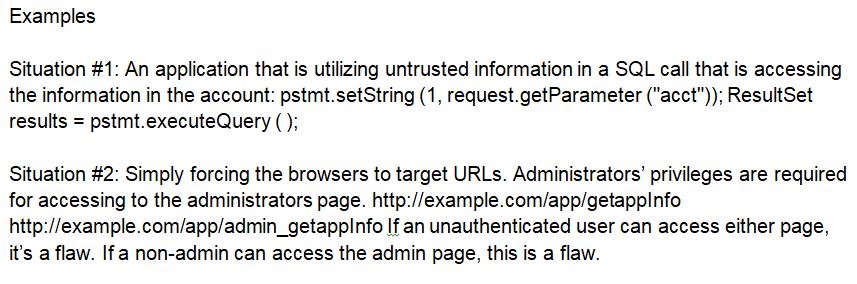 Examples
Situation #1: An application that is utilizing untrusted information in a SQL call that is accessing
the information in the account: pstmt.setString (1, request.getParameter ("acct")); ResultSet
results = pstmt.executeQuery ( );
Situation #2: Simply forcing the browsers to target URLs. Administrators’ privileges are required
for accessing to the administrators page. http://example.com/app/getappInfo
http://example.com/app/admin_getappInfo If an unauthenticated user can access either page,
it’s a flaw. If a non-admin can access the admin page, this is a flaw.